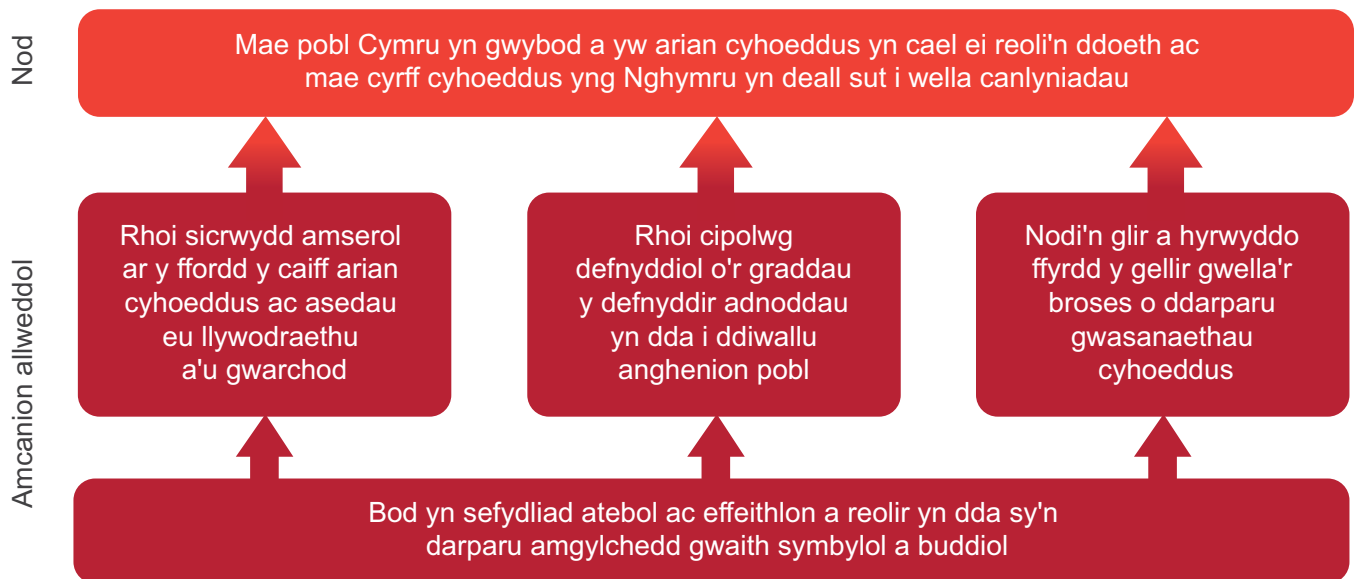 Nod
Mae pobl Cymru yn gwybod a yw arian cyhoeddus yn cael ei reoli'n ddoeth ac
mae cyrff cyhoeddus yng Nghymru yn deall sut i wella canlyniadau
Amcanion allweddol
Rhoi sicrwydd amserol
ar y ffordd y caiff arian
cyhoeddus ac asedau
eu llywodraethu
a'u gwarchod
Rhoi cipolwg
defnyddiol o'r graddau
y defnyddir adnoddau
yn dda i ddiwallu
anghenion pobl
Nodi'n glir a hyrwyddo
ffyrdd y gellir gwella'r
broses o ddarparu
gwasanaethau
cyhoeddus
Bod yn sefydliad atebol ac effeithlon a reolir yn dda sy'n
darparu amgylchedd gwaith symbylol a buddiol